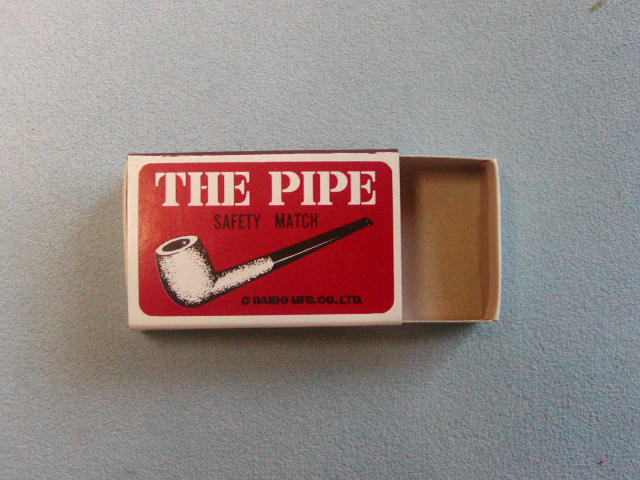 THE PIPE
SAFETY MATCH
© DAIDO MFG. CO., LTD.